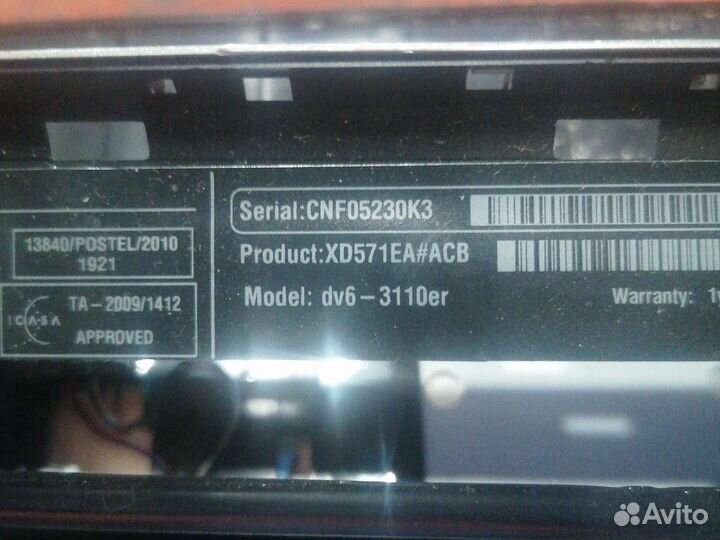 Serial:CNF05230K3
13840/POSTEL/2010
1921
Product:XD571EA#ACB
TA-2009/1412
APPROVED
ICASA
Model: dv6-3110er
Warranty: 1
Avito